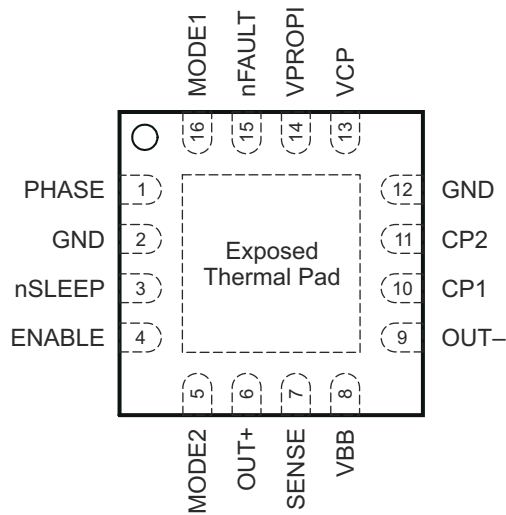 MODE1
nFAULT
VPROPI
VCP
16
15
14
13
PHASE 1
12 GND
GND 2
11 CP2
nSLEEP 3
10 CP1
ENABLE 4
9 OUT–
Exposed
Thermal Pad
5
6
7
8
MODE2
OUT+
SENSE
VBB